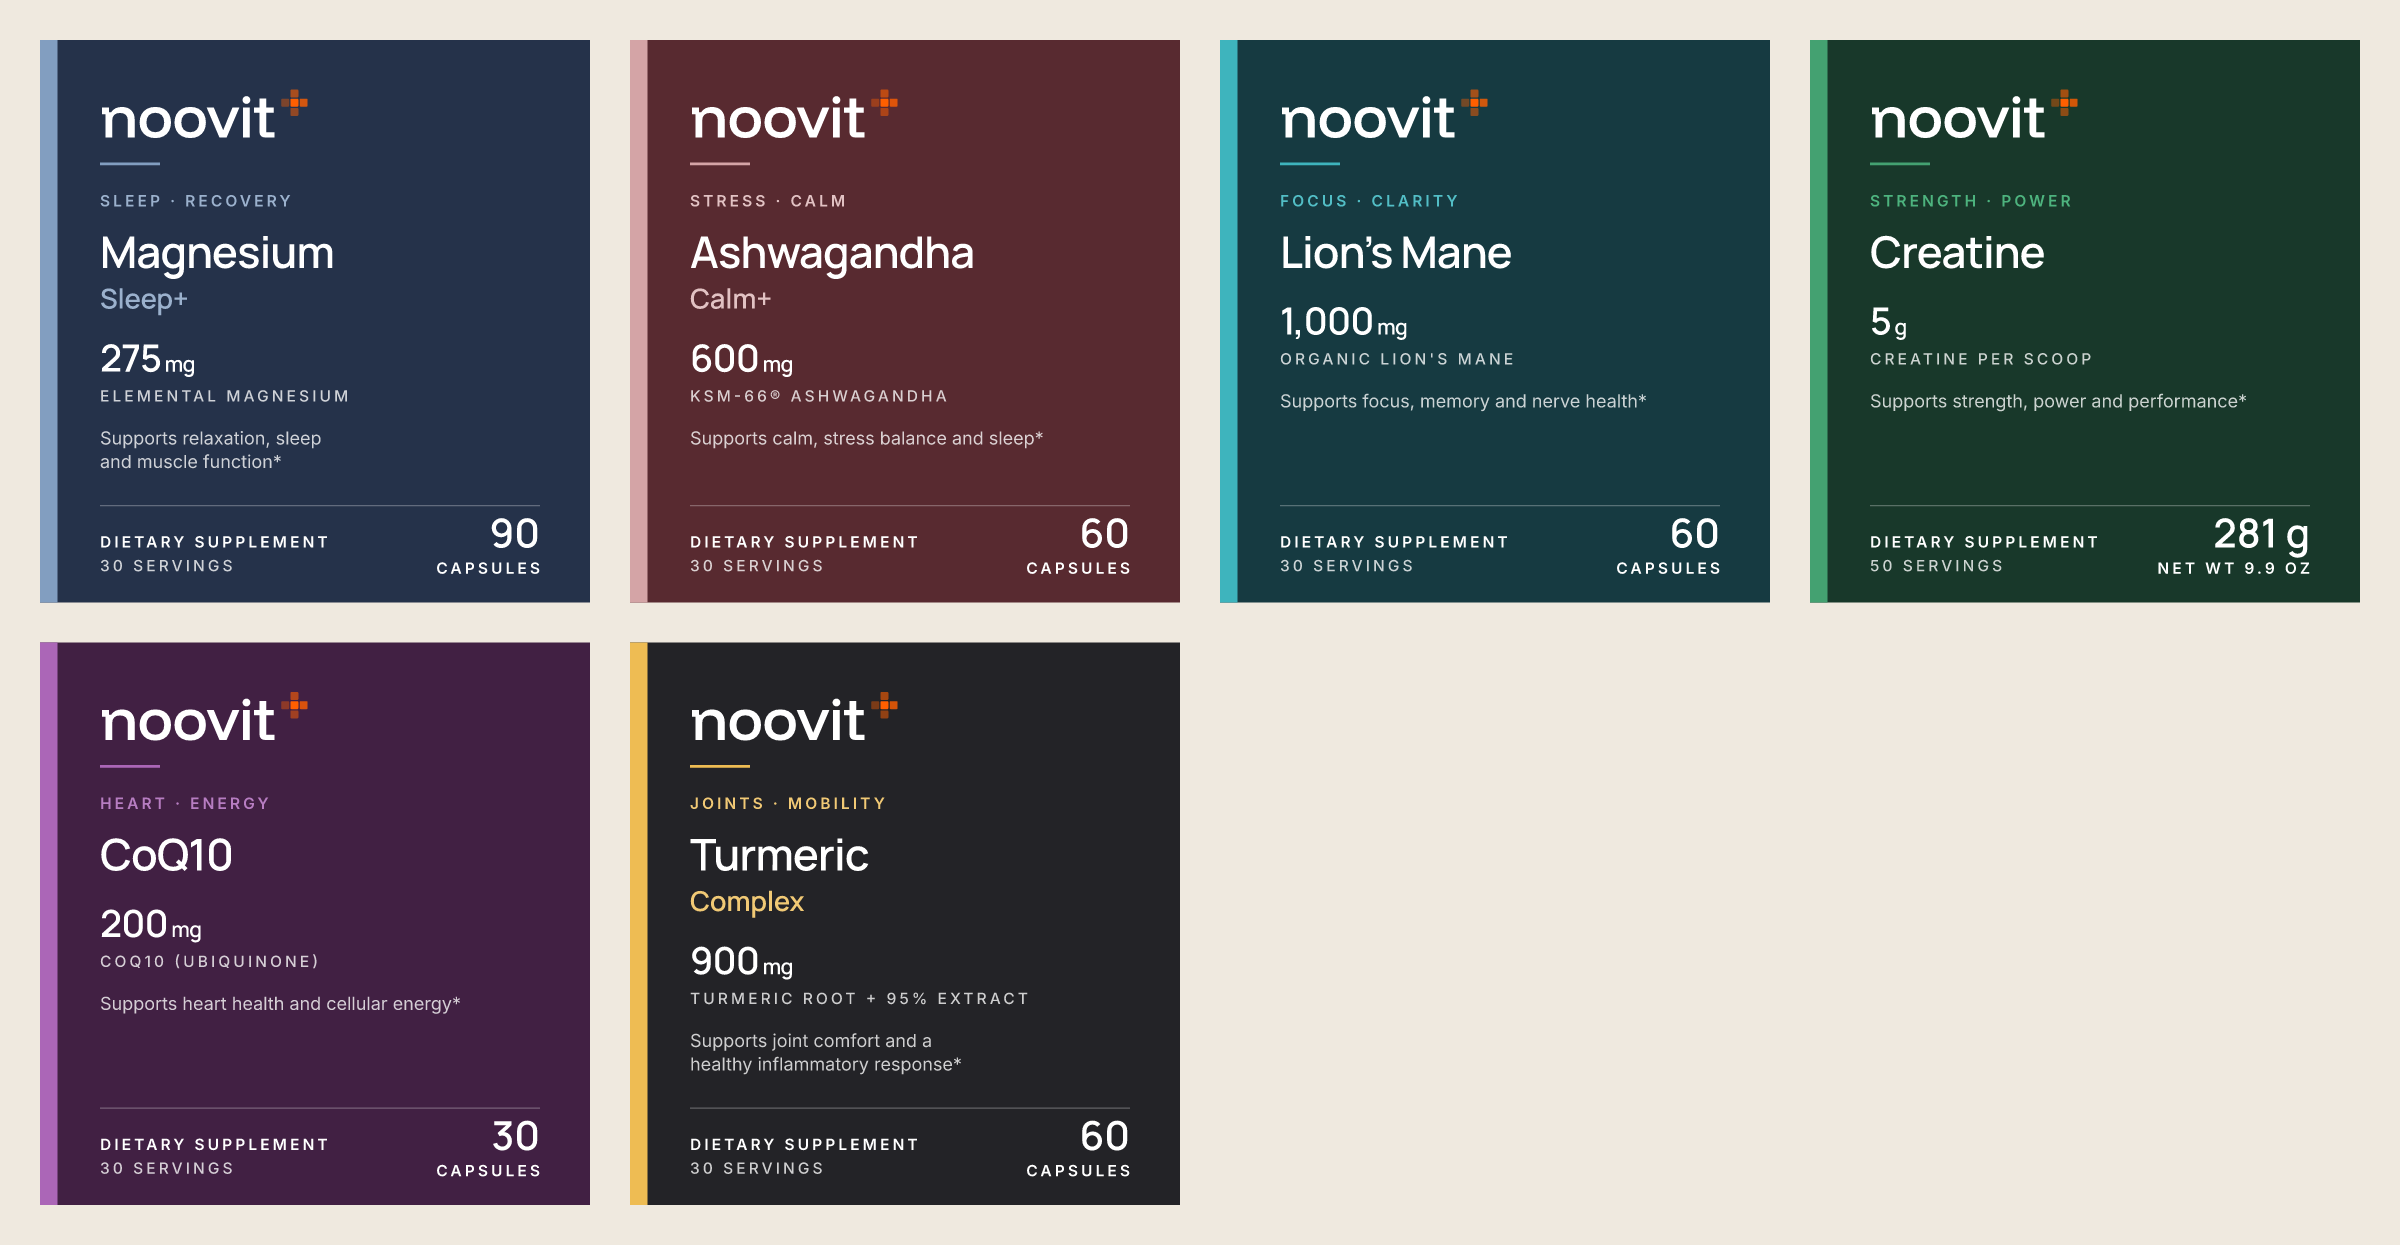 noovit
SLEEP · RECOVERY
Magnesium
Sleep+
275 mg
ELEMENTAL MAGNESIUM
Supports relaxation, sleep
and muscle function*
DIETARY SUPPLEMENT
30 SERVINGS
90
CAPSULES
noovit
STRESS · CALM
Ashwagandha
Calm+
600 mg
KSM-66® ASHWAGANDHA
Supports calm, stress balance and sleep*
DIETARY SUPPLEMENT
30 SERVINGS
60
CAPSULES
noovit
FOCUS · CLARITY
Lion’s Mane
1,000 mg
ORGANIC LION'S MANE
Supports focus, memory and nerve health*
DIETARY SUPPLEMENT
30 SERVINGS
60
CAPSULES
noovit
STRENGTH · POWER
Creatine
5 g
CREATINE PER SCOOP
Supports strength, power and performance*
DIETARY SUPPLEMENT
50 SERVINGS
281 g
NET WT 9.9 OZ
noovit
HEART · ENERGY
CoQ10
200 mg
COQ10 (UBIQUINONE)
Supports heart health and cellular energy*
DIETARY SUPPLEMENT
30 SERVINGS
30
CAPSULES
noovit
JOINTS · MOBILITY
Turmeric
Complex
900 mg
TURMERIC ROOT + 95% EXTRACT
Supports joint comfort and a
healthy inflammatory response*
DIETARY SUPPLEMENT
30 SERVINGS
60
CAPSULES